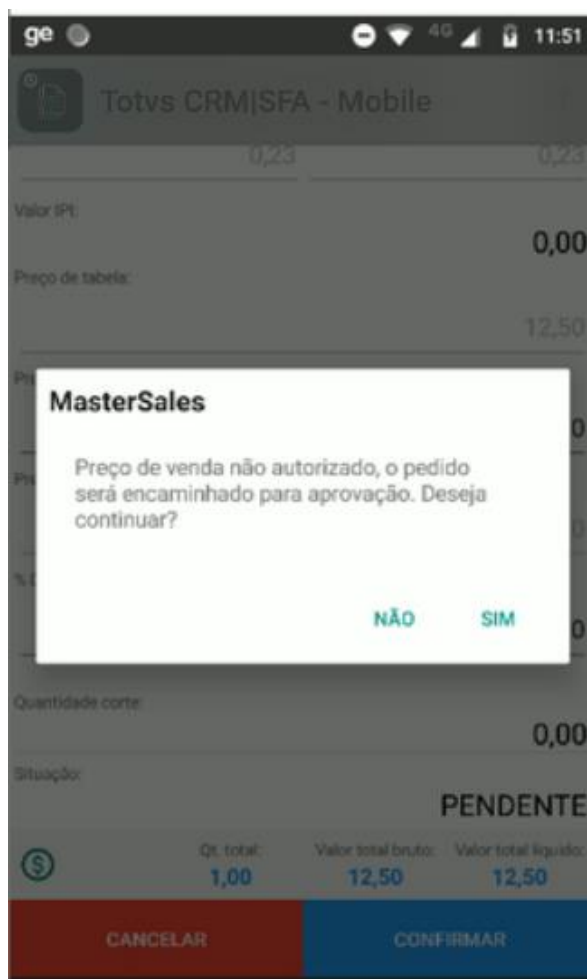 ge
4G
11:51
Totvs CRM|SFA - Mobile
0,23 0,23
Valor IPI:
0,00
Preço de tabela:
12,50
MasterSales
Preço de venda não autorizado, o pedido
será encaminhado para aprovação. Deseja
continuar?
NÃO SIM
Quantidade corte:
0,00
Situação:
PENDENTE
Qt. total: Valor total bruto: Valor total líquido:
1,00 12,50 12,50
CANCELAR CONFIRMAR